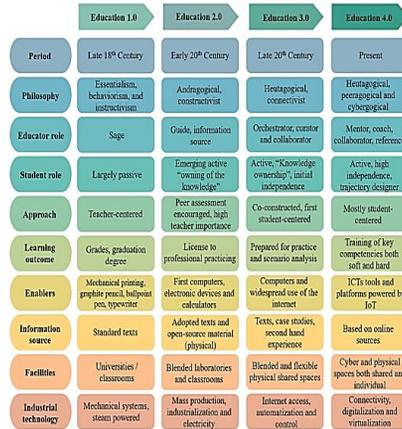 Education 1.0
Education 2.0
Education 3.0
Education 4.0
Period
Late 18th Century
Early 20th Century
Late 20th Century
Present
Philosophy
Essentialism,
behaviorism, and
instructivism
Andragogical,
constructivist
Heutagogical,
connectivist
Heutagogical,
peeragogical and
cybergogical
Educator role
Sage
Guide, information
source
Orchestrator, curator
and collaborator
Mentor, coach,
collaborator, reference
Student role
Largely passive
Emerging active
"owning of the
knowledge"
Active, "Knowledge
ownership", initial
independence
Active, high
independence,
trajectory designer
Approach
Teacher-centered
Peer assessment
encouraged, high
teacher importance
Co-constructed, first
student-centered
Mostly student-
centered
Learning
outcome
Grades, graduation
degree
License to
professional practicing
Prepared for practice
and scenario analysis
Training of key
competencies both
soft and hard
Enablers
Mechanical printing,
graphite pencil, ballpoint
pen, typewriter
First computers,
electronic devices and
calculators
Computers and
widespread use of the
internet
ICTs tools and
platforms powered by
IoT
Information
source
Standard texts
Adopted texts and
open-source material
(physical)
Texts, case studies,
second hand
experience
Based on online
sources
Facilities
Universities /
classrooms
Blended laboratories
and classrooms
Blended and flexible
physical shared spaces
Cyber and physical
spaces both shared and
individual
Industrial
technology
Mechanical systems,
steam powered
Mass production,
industrialization and
electricity
Internet access,
automatization and
control
Connectivity,
digitalization and
virtualization